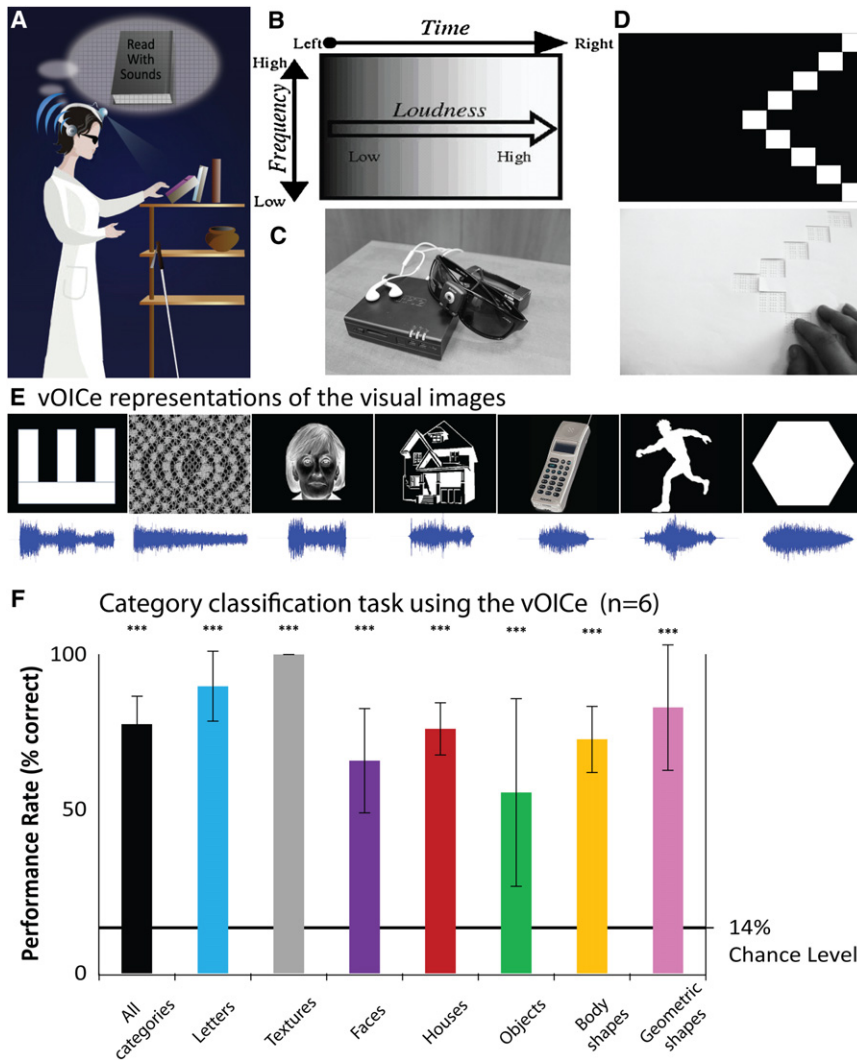 A
Read
With
Sounds
B
Time
Left
Right
High
Frequency
Low
Loudness
Low
High
C
D
E vOICe representations of the visual images
F Category classification task using the vOICe (n=6)
*** *** *** *** *** *** *** ***
Performance Rate (% correct)
100
50
0
14%
Chance Level
All
categories
Letters
Textures
Faces
Houses
Objects
Body
shapes
Geometric
shapes